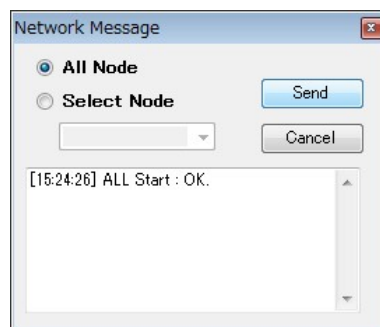 Network Message
All Node
Select Node
Send
Cancel
[15:24:26] ALL Start : OK.